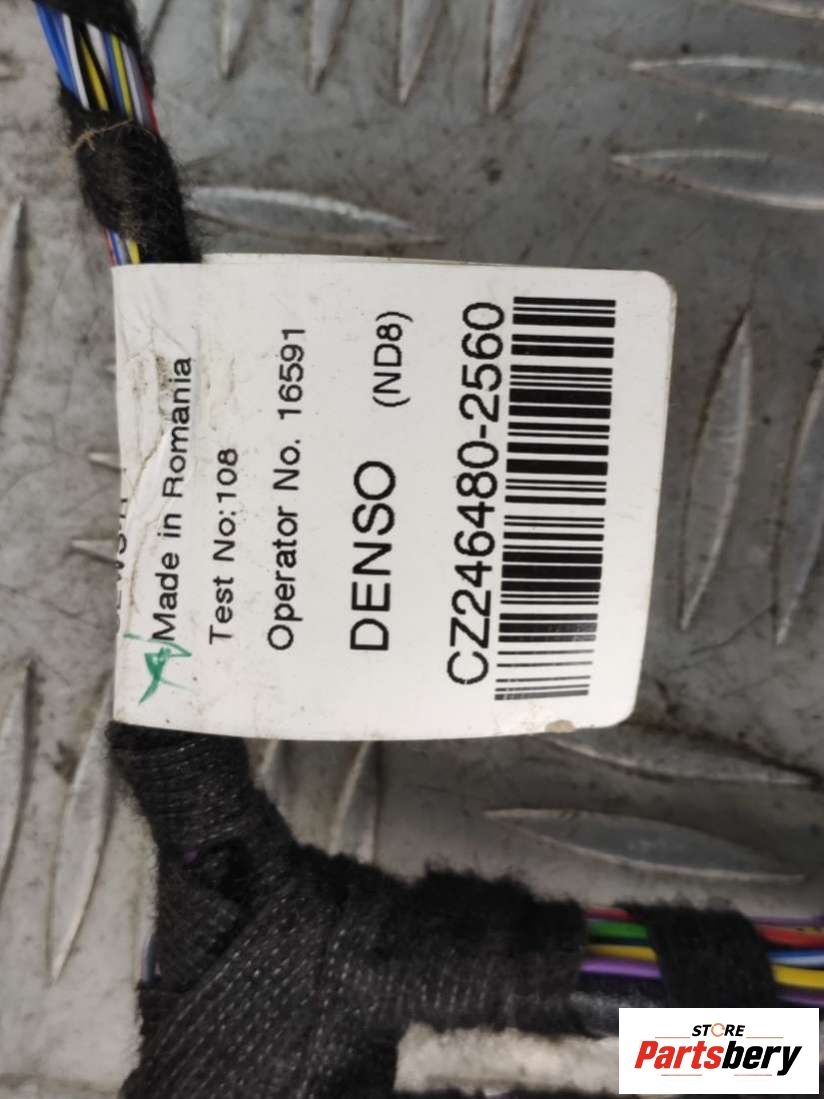 Made in Romania
Test No:108
Operator No. 16591
DENSO (ND8)
CZ246480-2560
STORE
Partsbery